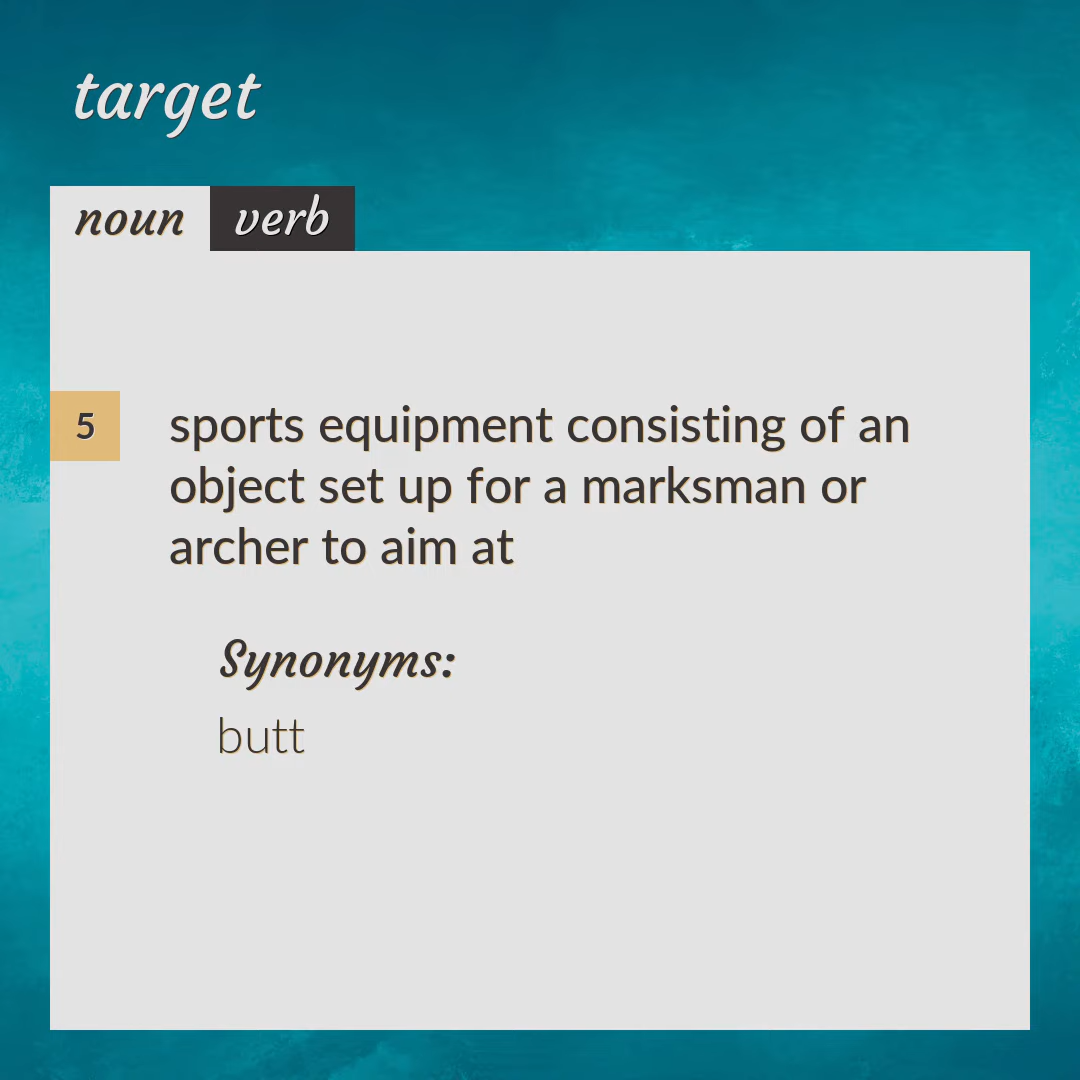 target
noun verb
5 sports equipment consisting of an
object set up for a marksman or
archer to aim at
Synonyms:
butt